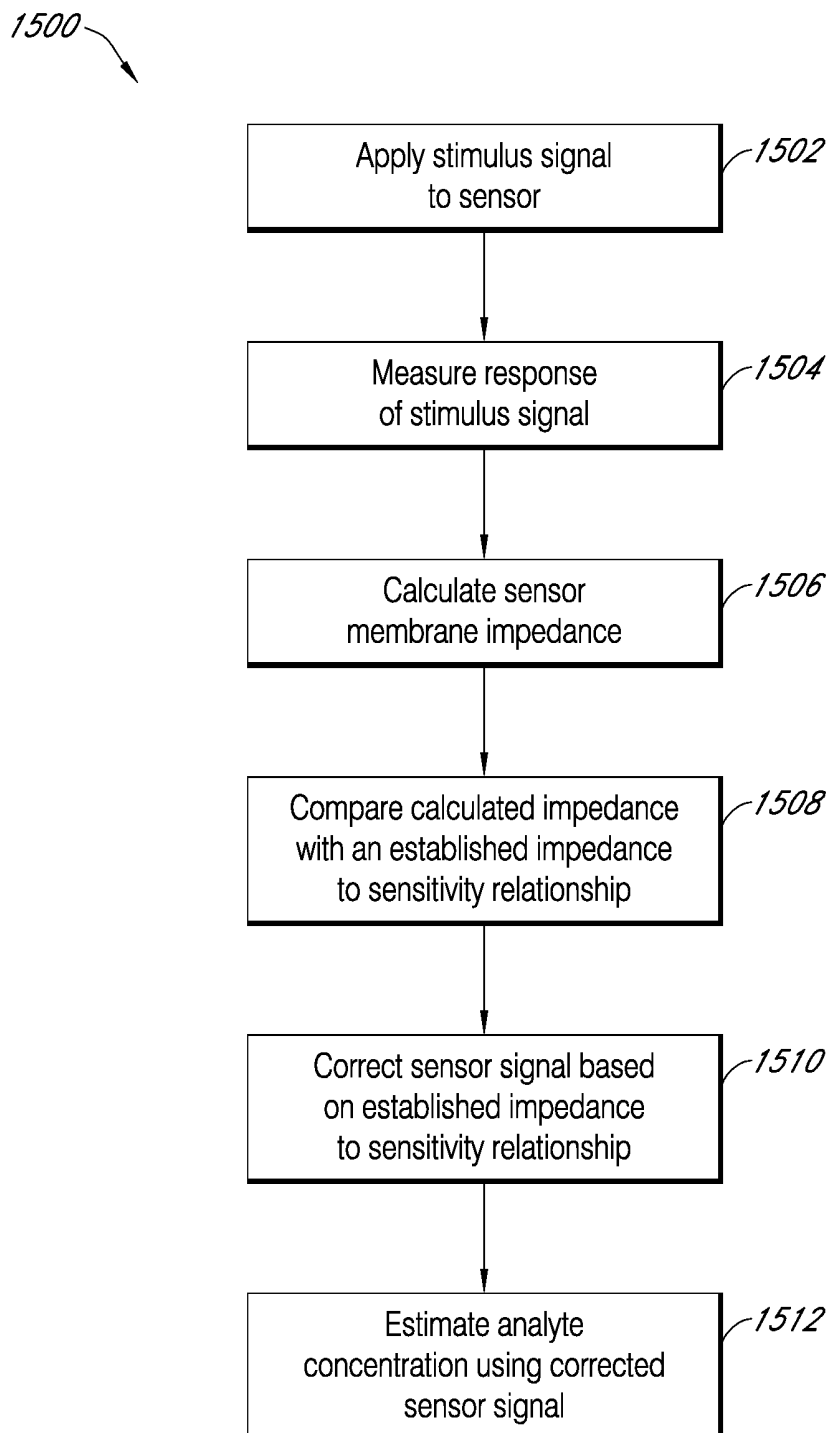 1500
Apply stimulus signal
to sensor
1502
Measure response
of stimulus signal
1504
Calculate sensor
membrane impedance
1506
Compare calculated impedance
with an established impedance
to sensitivity relationship
1508
Correct sensor signal based
on established impedance
to sensitivity relationship
1510
Estimate analyte
concentration using corrected
sensor signal
1512